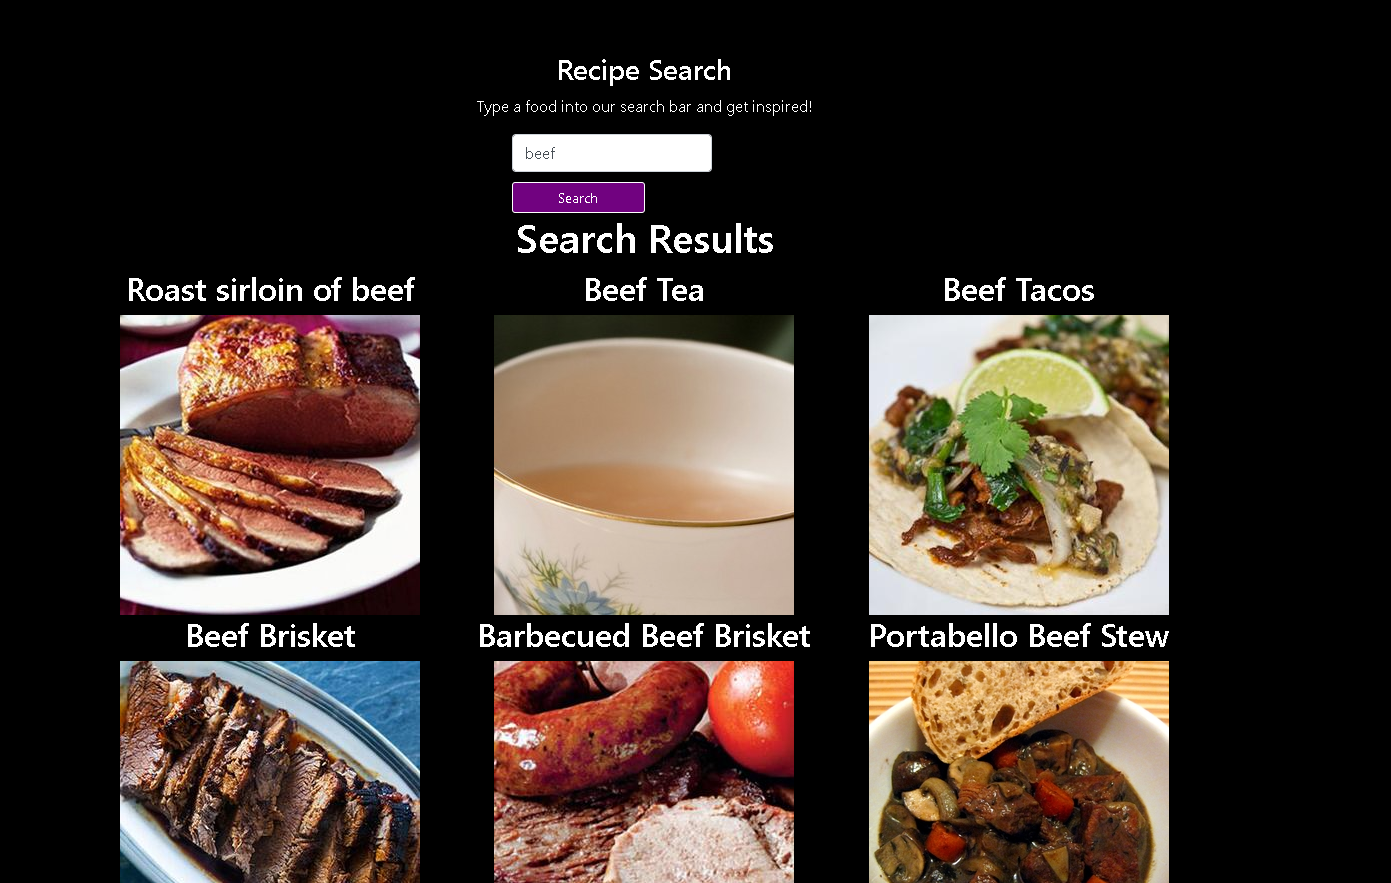 Recipe Search
Type a food into our search bar and get inspired!
beef
Search
Search Results
Roast sirloin of beef
Beef Tea
Beef Tacos
Beef Brisket
Barbecued Beef Brisket
Portabello Beef Stew